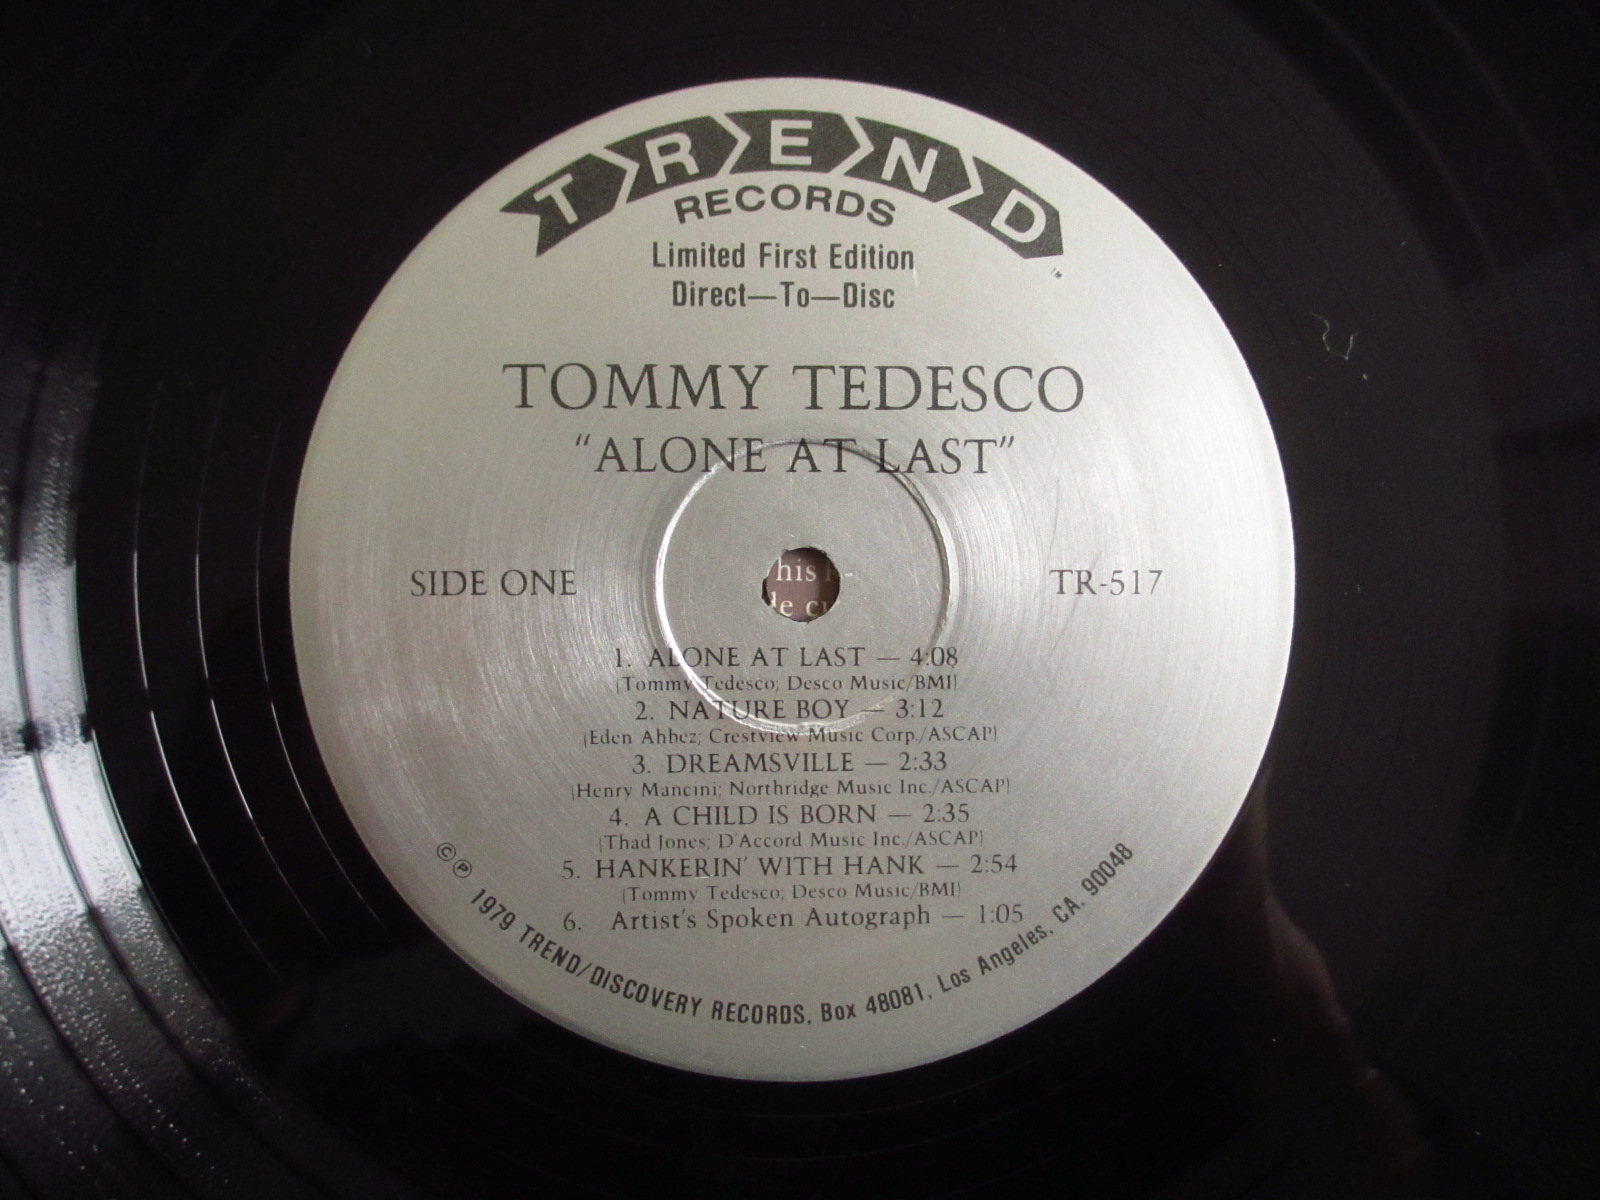 TREND
RECORDS
™
Limited First Edition
Direct—To—Disc
TOMMY TEDESCO
"ALONE AT LAST"
his
SIDE ONE TR-517
1. ALONE AT LAST — 4:08
(Tommy Tedesco; Desco Music/BMI)
2. NATURE BOY — 3:12
(Eden Ahbez; Crestview Music Corp./ASCAP)
3. DREAMSVILLE — 2:33
(Henry Mancini; Northridge Music Inc./ASCAP)
4. A CHILD IS BORN — 2:35
(Thad Jones; D'Accord Music Inc./ASCAP)
5. HANKERIN' WITH HANK — 2:54
(Tommy Tedesco; Desco Music/BMI)
6. Artist's Spoken Autograph — 1:05
©℗ 1979 TREND/DISCOVERY RECORDS, Box 48081, Los Angeles, CA. 90048